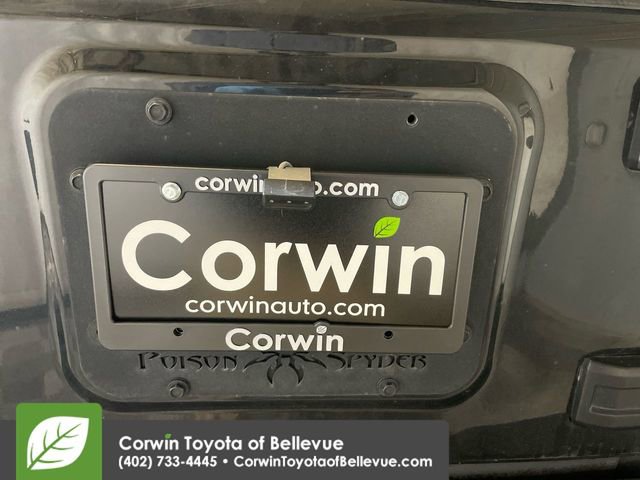 corwinauto.com
Corwin
corwinauto.com
Corwin
POISON SPYDER
Corwin Toyota of Bellevue
(402) 733-4445 • CorwinToyotaofBellevue.com